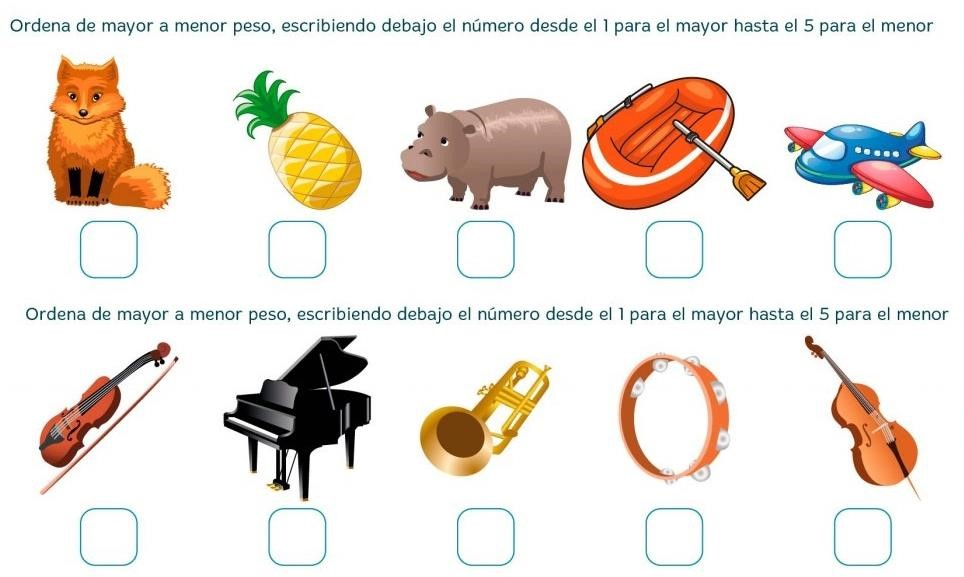 Ordena de mayor a menor peso, escribiendo debajo el número desde el 1 para el mayor hasta el 5 para el menor
Ordena de mayor a menor peso, escribiendo debajo el número desde el 1 para el mayor hasta el 5 para el menor